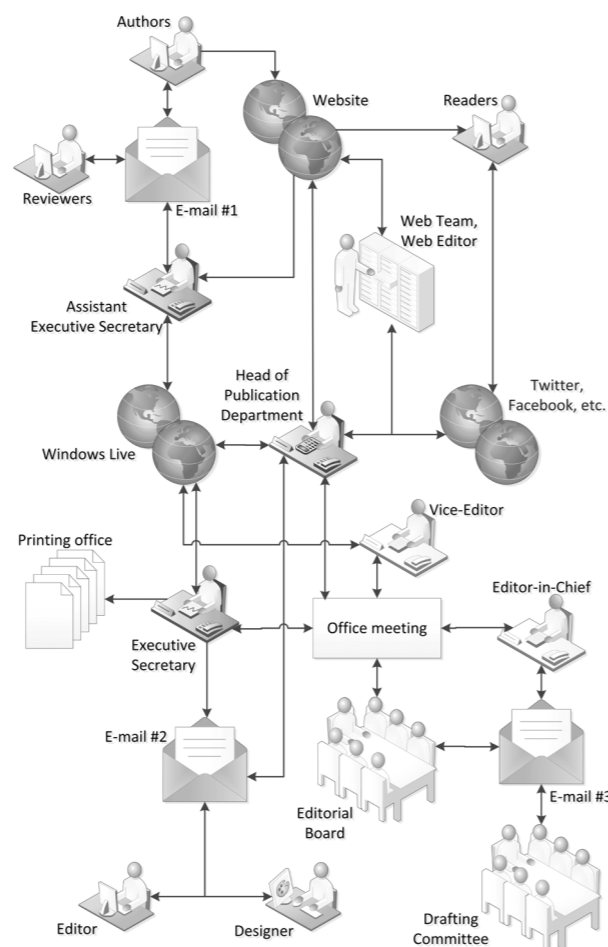 Authors
Website
Readers
Reviewers
E-mail #1
Web Team,
Web Editor
Assistant
Executive Secretary
Head of
Publication
Department
Twitter,
Facebook, etc.
Windows Live
Vice-Editor
Printing office
Editor-in-Chief
Office meeting
Executive
Secretary
E-mail #2
E-mail #3
Editorial
Board
Editor
Designer
Drafting
Committee